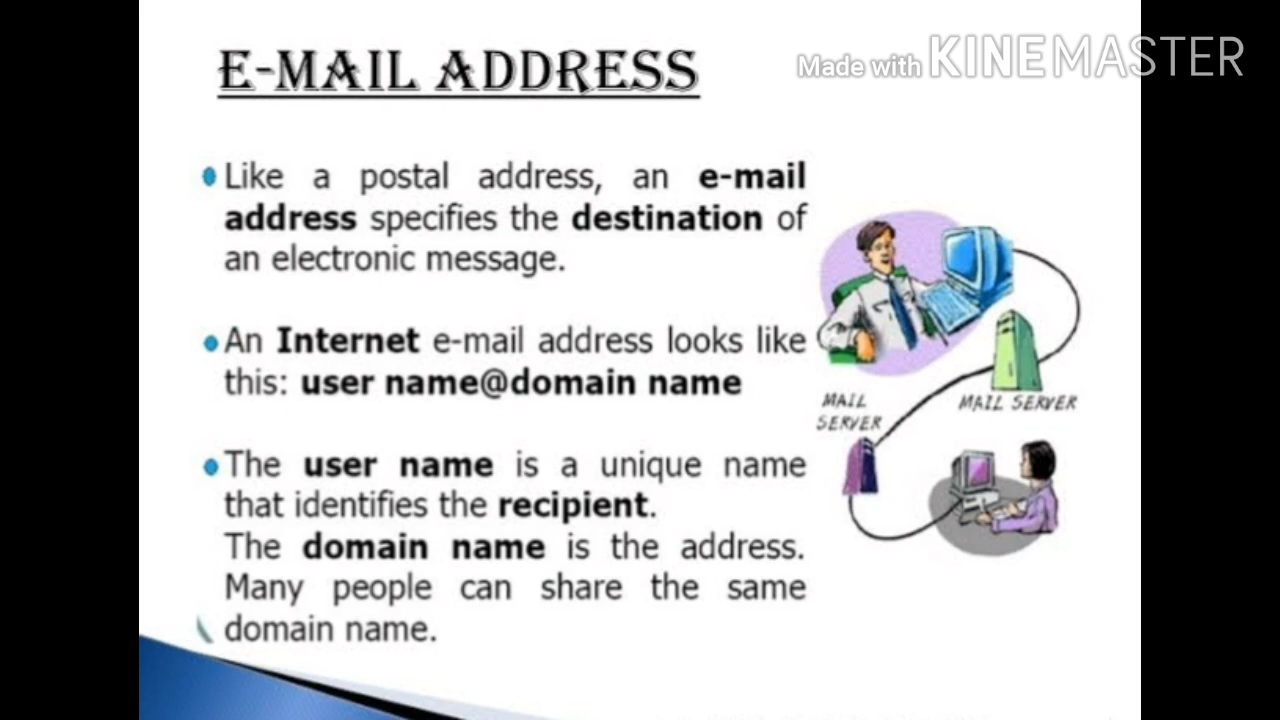 E-MAIL ADDRESS
Made with KINEMASTER
Like a postal address, an e-mail
address specifies the destination of
an electronic message.
An Internet e-mail address looks like
this: user name@domain name
The user name is a unique name
that identifies the recipient.
The domain name is the address.
Many people can share the same
domain name.
MAIL
SERVER
MAIL SERVER